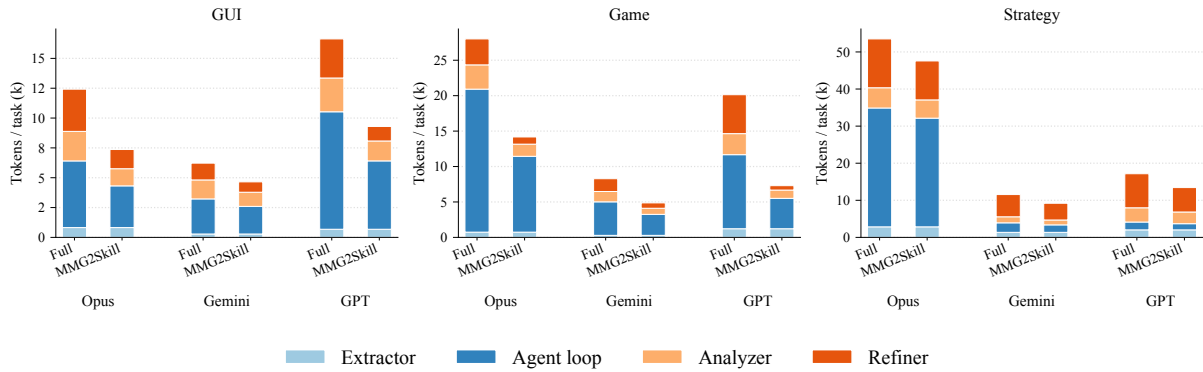 GUI
Game
Strategy
Tokens / task (k)
15
12
10
8
5
2
0
Full
MMG2Skill
Full
MMG2Skill
Full
MMG2Skill
Opus
Gemini
GPT
Tokens / task (k)
25
20
15
10
5
0
Full
MMG2Skill
Full
MMG2Skill
Full
MMG2Skill
Opus
Gemini
GPT
Tokens / task (k)
50
40
30
20
10
0
Full
MMG2Skill
Full
MMG2Skill
Full
MMG2Skill
Opus
Gemini
GPT
Extractor
Agent loop
Analyzer
Refiner